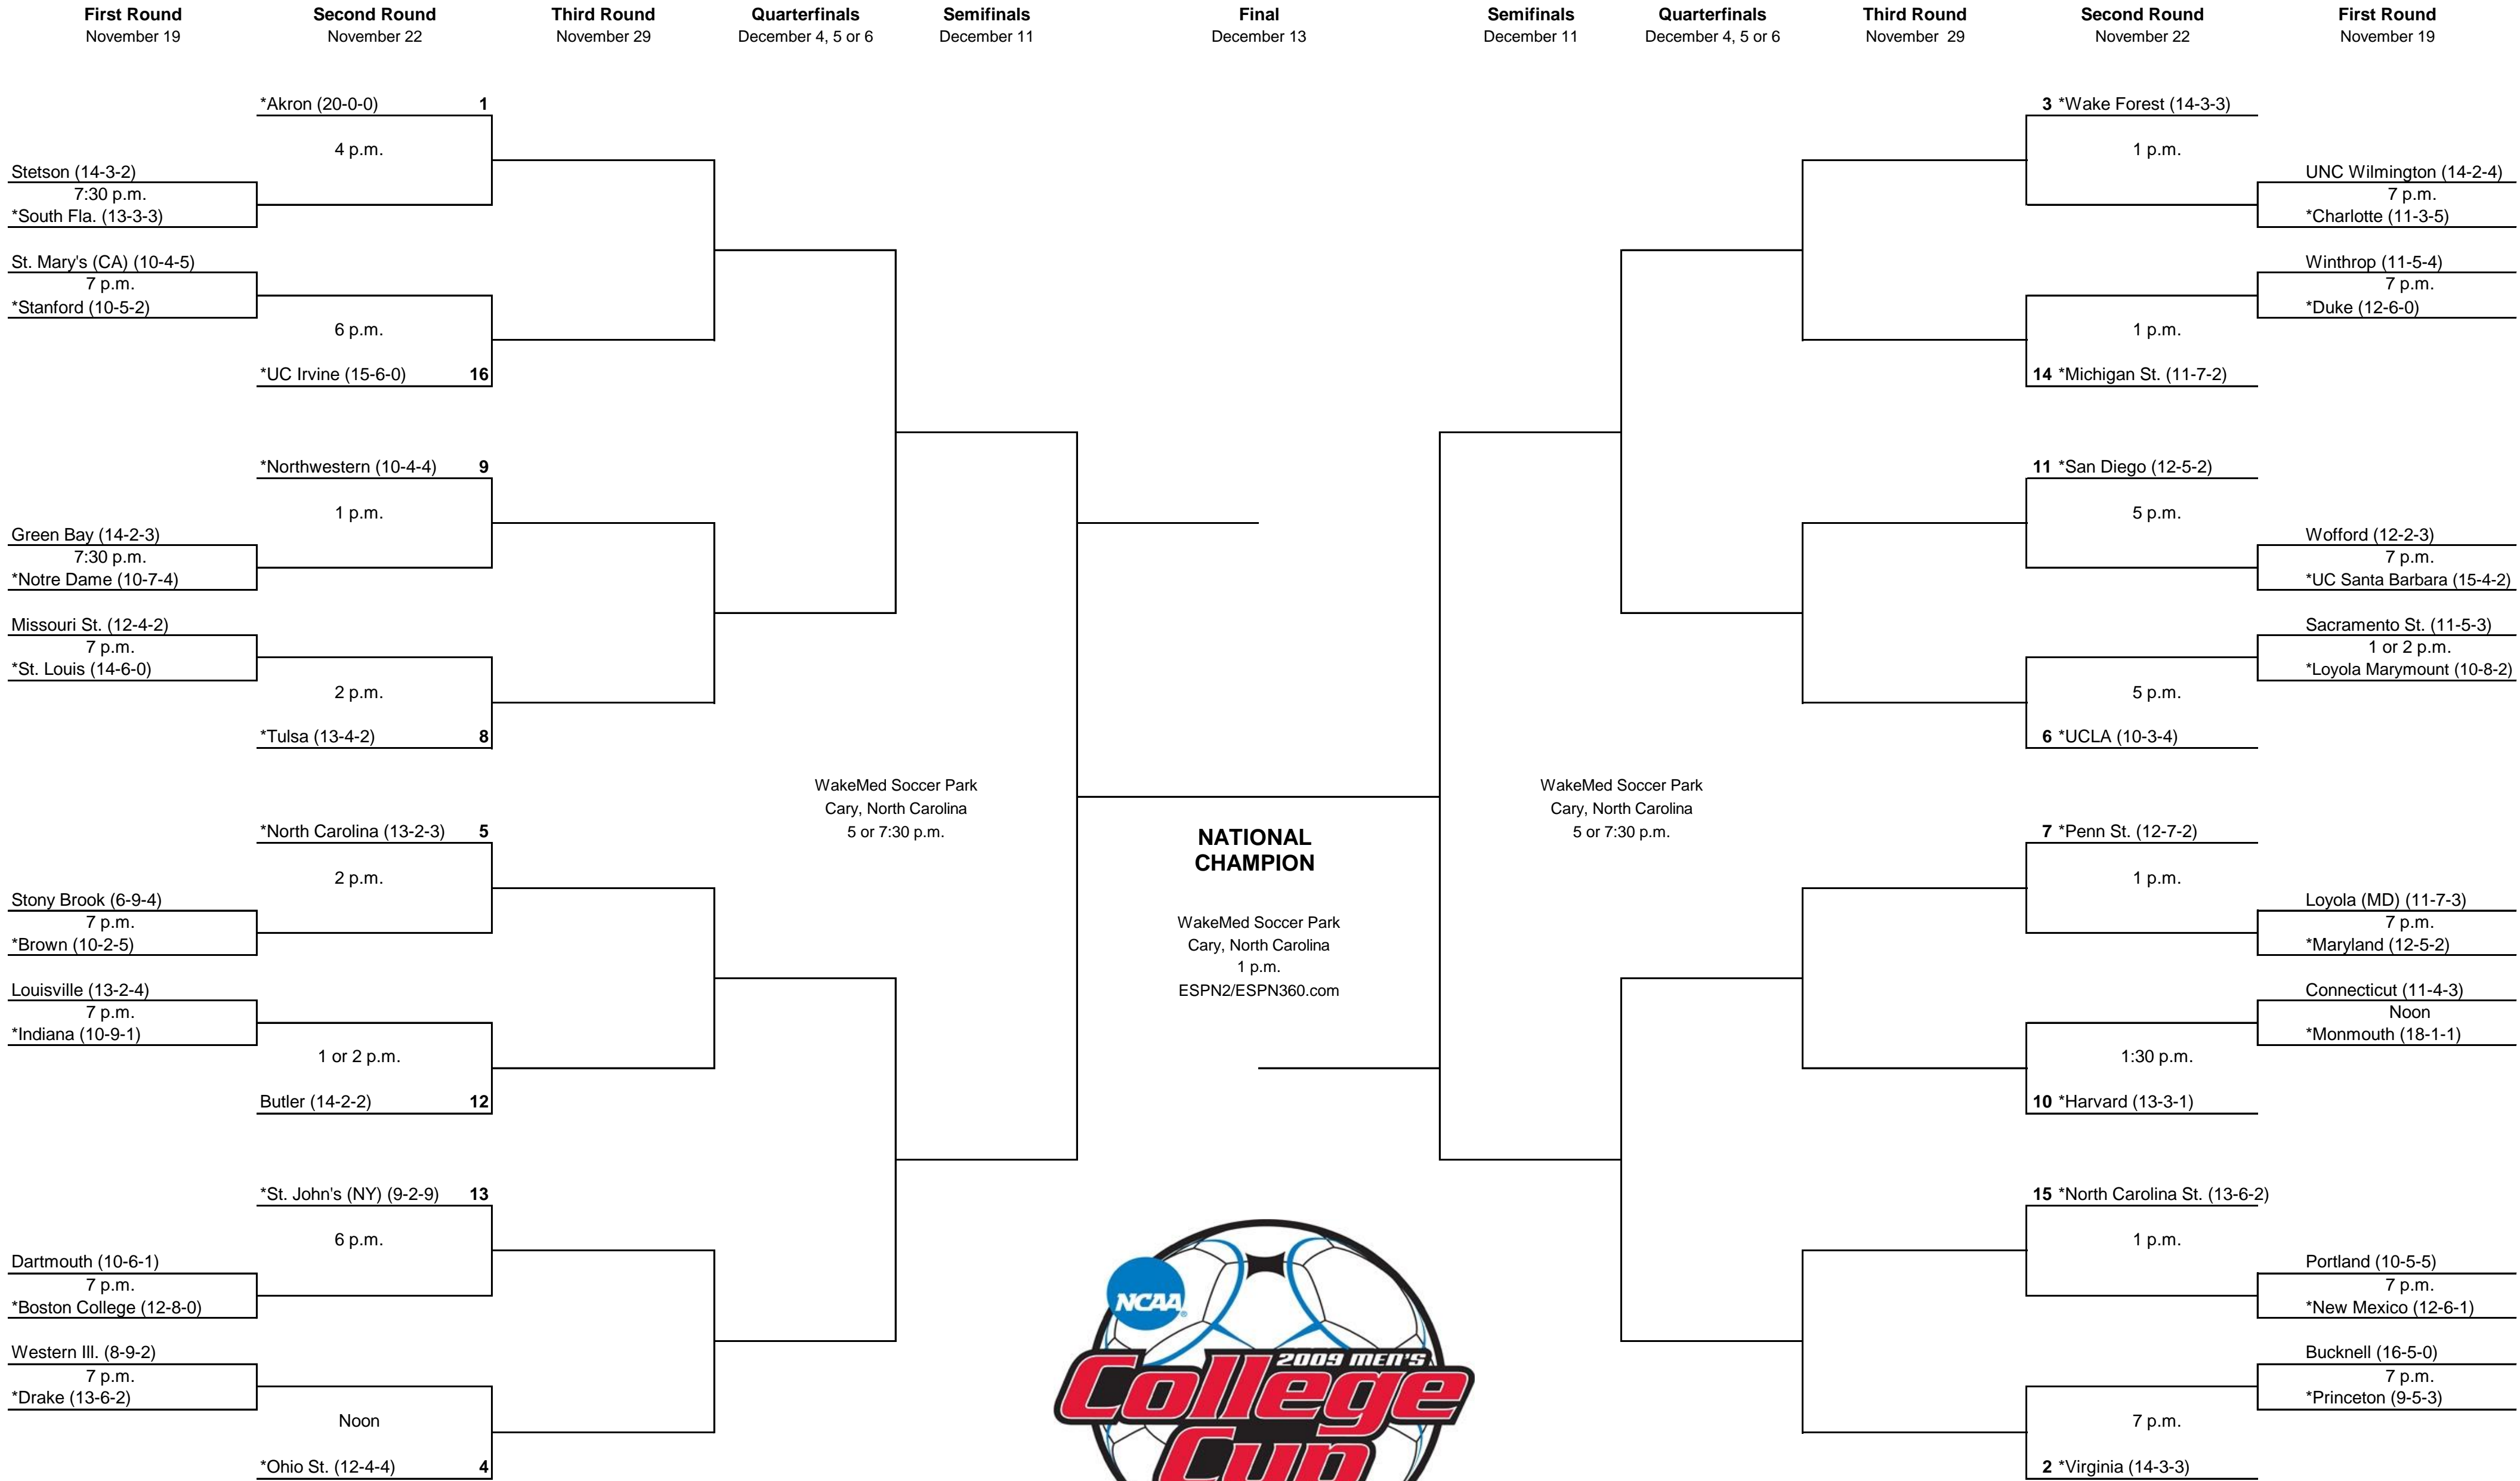 First Round Second Round Third Round Quarterfinals Semifinals Final Semifinals Quarterfinals Third Round Second Round First Round
November 19 November 22 November 29 December 4, 5 or 6 December 11 December 13 December 11 December 4, 5 or 6 November 29 November 22 November 19
*Akron (20-0-0) 1
4 p.m.
Stetson (14-3-2)
7:30 p.m.
*South Fla. (13-3-3)
St. Mary's (CA) (10-4-5)
7 p.m.
*Stanford (10-5-2)
6 p.m.
*UC Irvine (15-6-0) 16
*Northwestern (10-4-4) 9
1 p.m.
Green Bay (14-2-3)
7:30 p.m.
*Notre Dame (10-7-4)
Missouri St. (12-4-2)
7 p.m.
*St. Louis (14-6-0)
2 p.m.
*Tulsa (13-4-2) 8
*North Carolina (13-2-3) 5
2 p.m.
Stony Brook (6-9-4)
7 p.m.
*Brown (10-2-5)
Louisville (13-2-4)
7 p.m.
*Indiana (10-9-1)
1 or 2 p.m.
Butler (14-2-2) 12
*St. John's (NY) (9-2-9) 13
6 p.m.
Dartmouth (10-6-1)
7 p.m.
*Boston College (12-8-0)
Western Ill. (8-9-2)
7 p.m.
*Drake (13-6-2)
Noon
*Ohio St. (12-4-4) 4
WakeMed Soccer Park
Cary, North Carolina
5 or 7:30 p.m.
NATIONAL
CHAMPION
WakeMed Soccer Park
Cary, North Carolina
1 p.m.
ESPN2/ESPN360.com
NCAA
2009 MEN'S
College
Cup
WakeMed Soccer Park
Cary, North Carolina
5 or 7:30 p.m.
3 *Wake Forest (14-3-3)
1 p.m.
UNC Wilmington (14-2-4)
7 p.m.
*Charlotte (11-3-5)
Winthrop (11-5-4)
7 p.m.
*Duke (12-6-0)
1 p.m.
14 *Michigan St. (11-7-2)
11 *San Diego (12-5-2)
5 p.m.
Wofford (12-2-3)
7 p.m.
*UC Santa Barbara (15-4-2)
Sacramento St. (11-5-3)
1 or 2 p.m.
*Loyola Marymount (10-8-2)
5 p.m.
6 *UCLA (10-3-4)
7 *Penn St. (12-7-2)
1 p.m.
Loyola (MD) (11-7-3)
7 p.m.
*Maryland (12-5-2)
Connecticut (11-4-3)
Noon
*Monmouth (18-1-1)
1:30 p.m.
10 *Harvard (13-3-1)
15 *North Carolina St. (13-6-2)
1 p.m.
Portland (10-5-5)
7 p.m.
*New Mexico (12-6-1)
Bucknell (16-5-0)
7 p.m.
*Princeton (9-5-3)
7 p.m.
2 *Virginia (14-3-3)